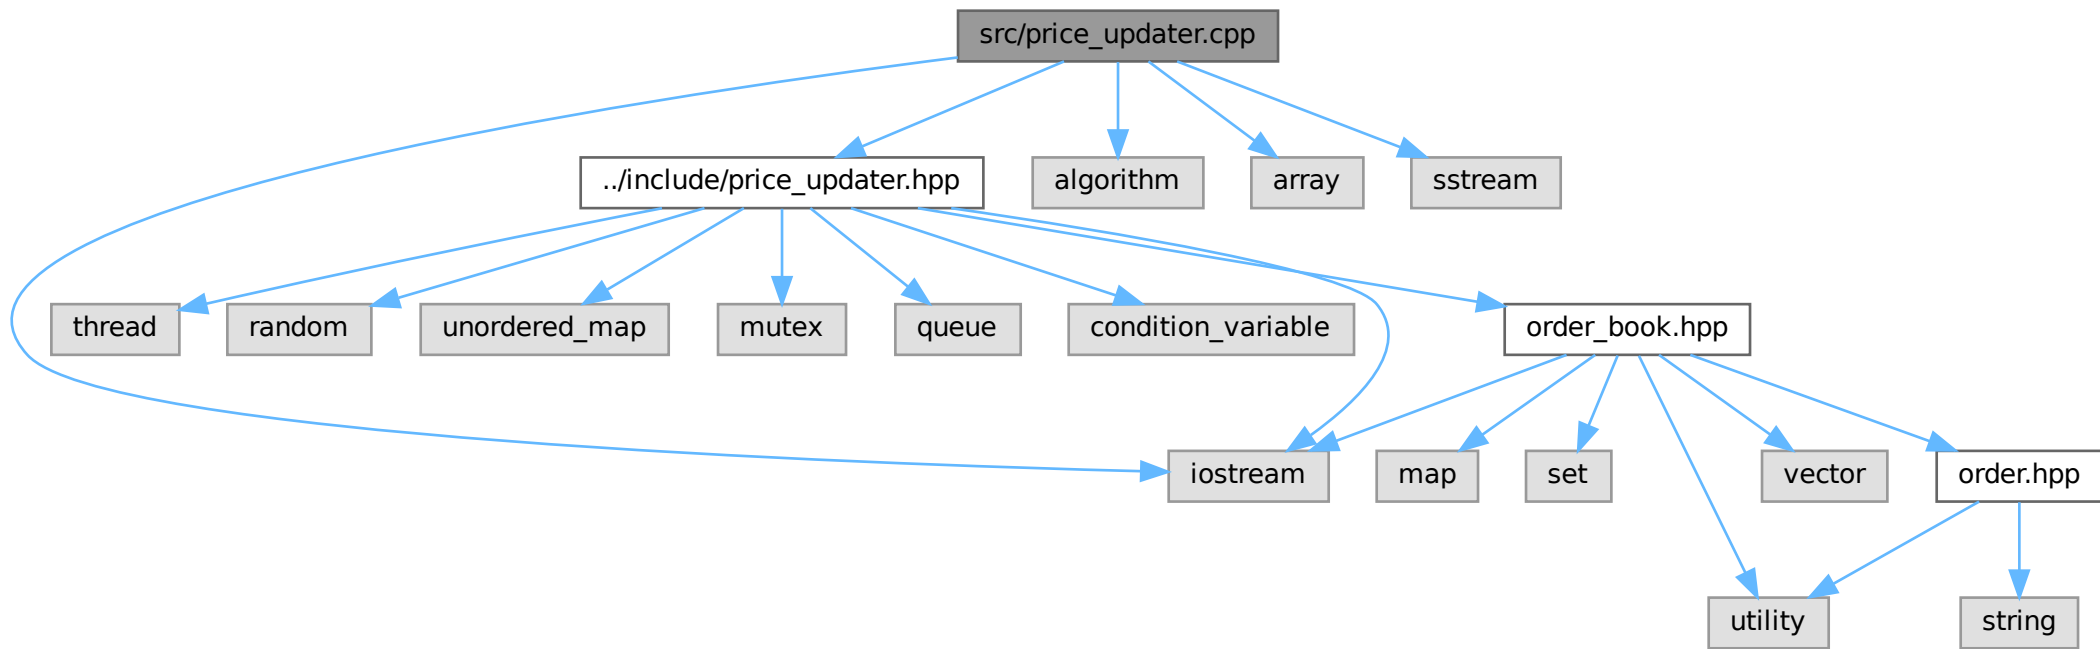 src/price_updater.cpp
../include/price_updater.hpp
algorithm
array
sstream
thread
random
unordered_map
mutex
queue
condition_variable
order_book.hpp
iostream
map
set
vector
order.hpp
utility
string